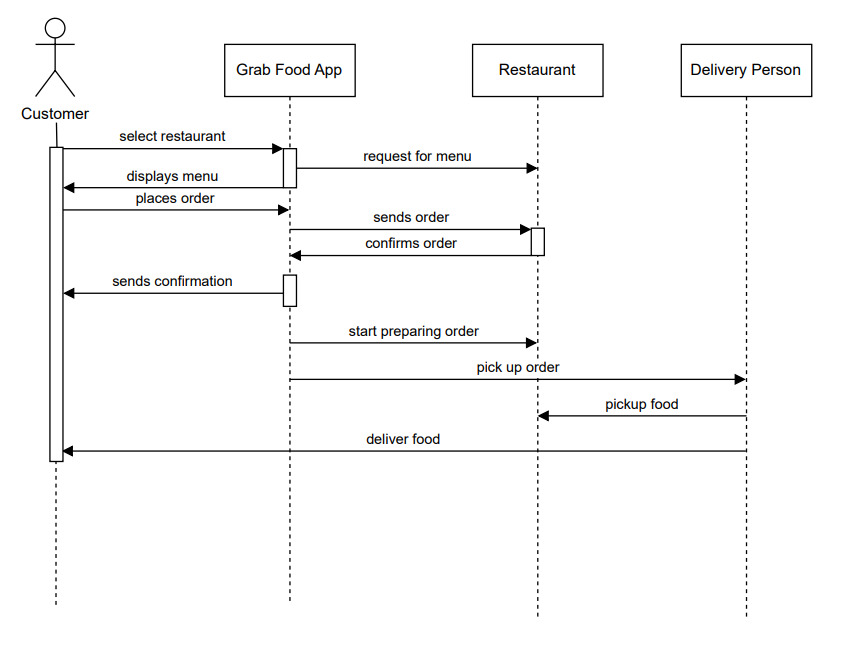 Grab Food App
Restaurant
Delivery Person
Customer
select restaurant
request for menu
displays menu
places order
sends order
confirms order
sends confirmation
start preparing order
pick up order
pickup food
deliver food